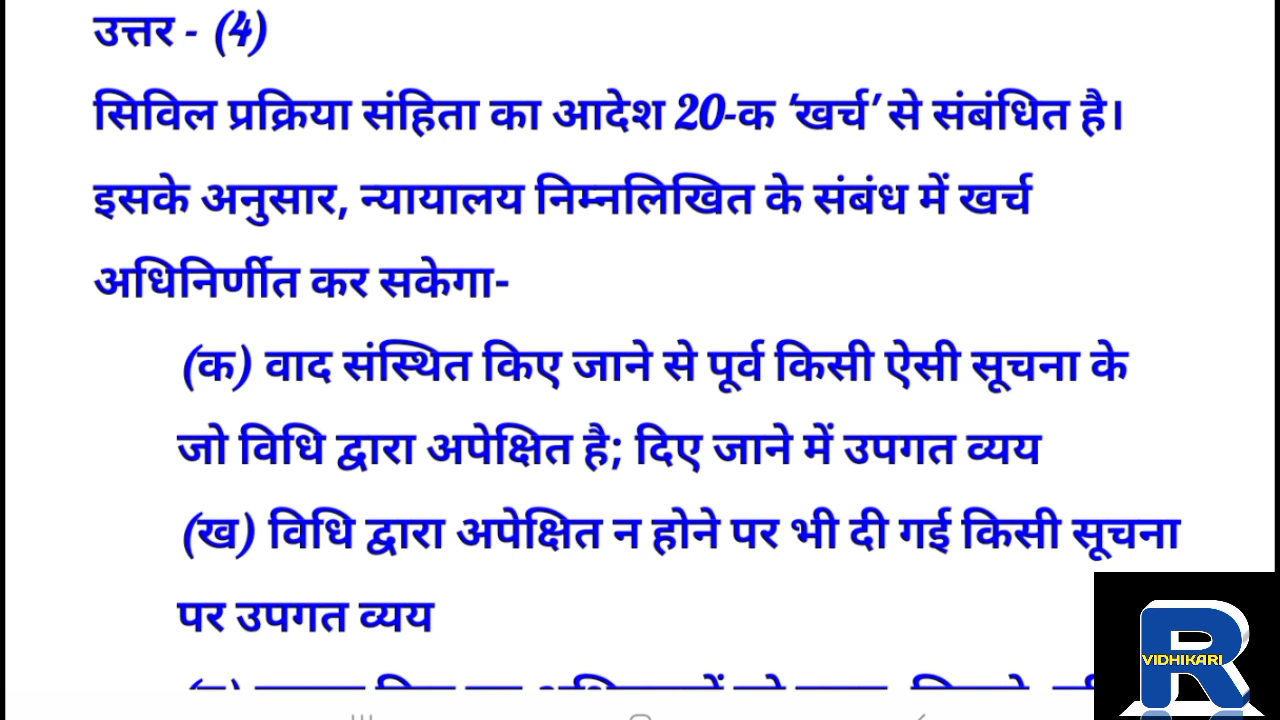 उत्तर - (4)
सिविल प्रक्रिया संहिता का आदेश 20-क ‘खर्च’ से संबंधित है।
इसके अनुसार, न्यायालय निम्नलिखित के संबंध में खर्च
अधिनिर्णीत कर सकेगा-
(क) वाद संस्थित किए जाने से पूर्व किसी ऐसी सूचना के
जो विधि द्वारा अपेक्षित है; दिए जाने में उपगत व्यय
(ख) विधि द्वारा अपेक्षित न होने पर भी दी गई किसी सूचना
पर उपगत व्यय
R
VIDHIKARI